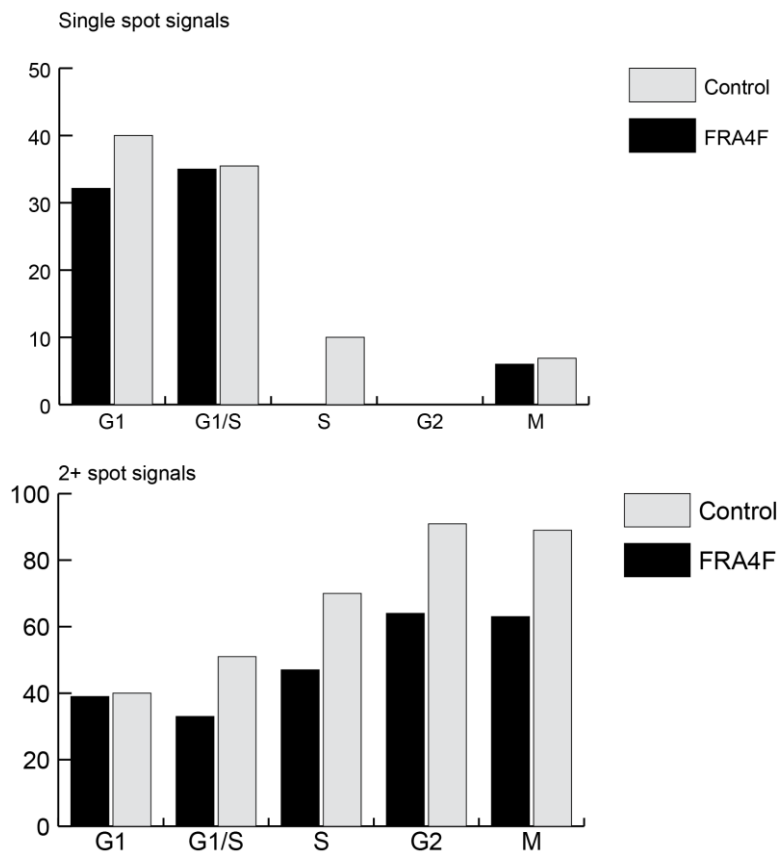 Single spot signals
50
40
30
20
10
0
G1 G1/S S G2 M
Control
FRA4F
2+ spot signals
100
80
60
40
20
0
G1 G1/S S G2 M
Control
FRA4F